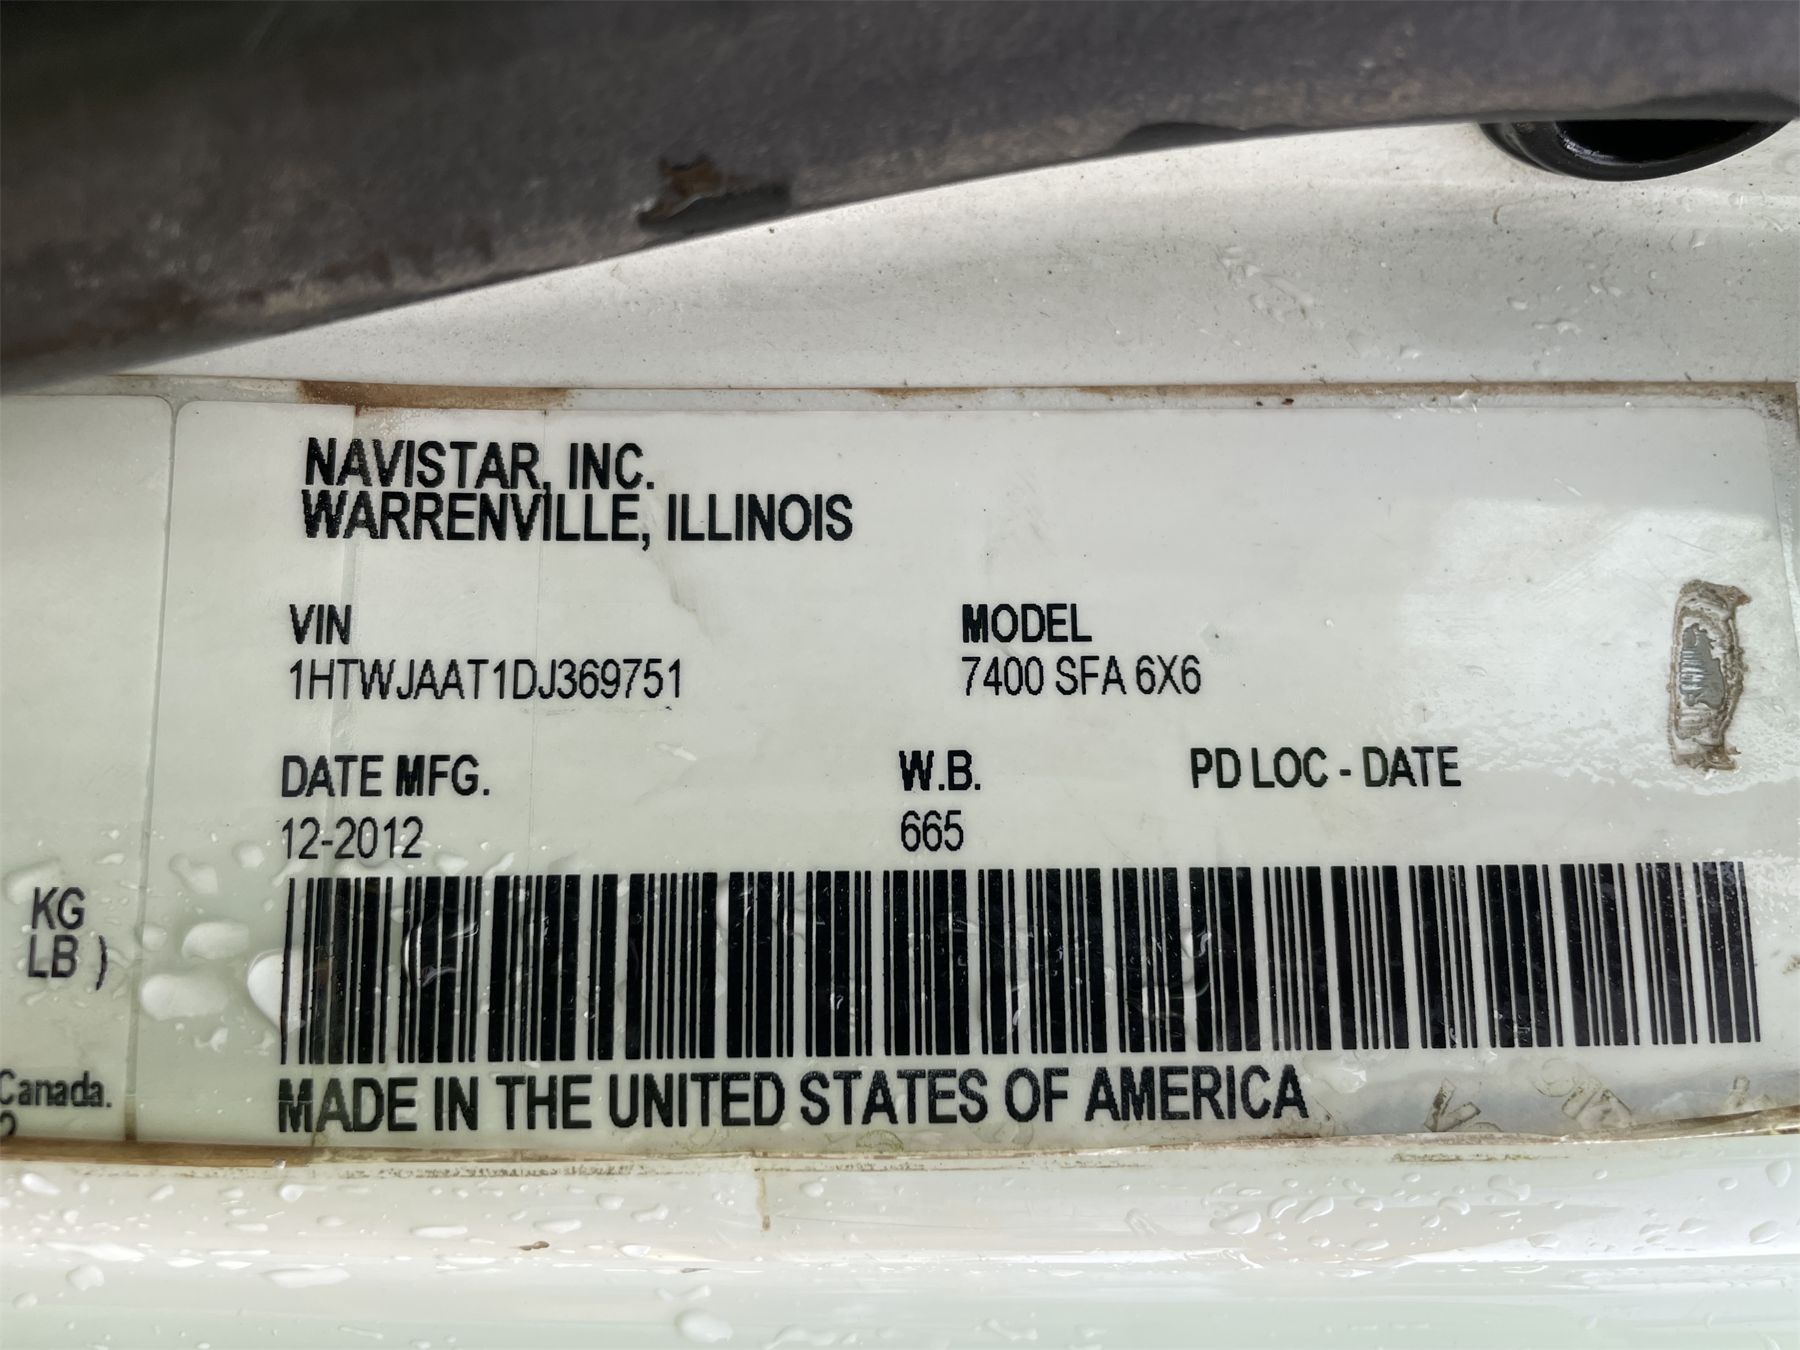 NAVISTAR, INC.
WARRENVILLE, ILLINOIS
VIN MODEL
1HTWJAAT1DJ369751 7400 SFA 6X6
DATE MFG. W.B. PD LOC - DATE
12-2012 665
KG
LB )
Canada.
MADE IN THE UNITED STATES OF AMERICA